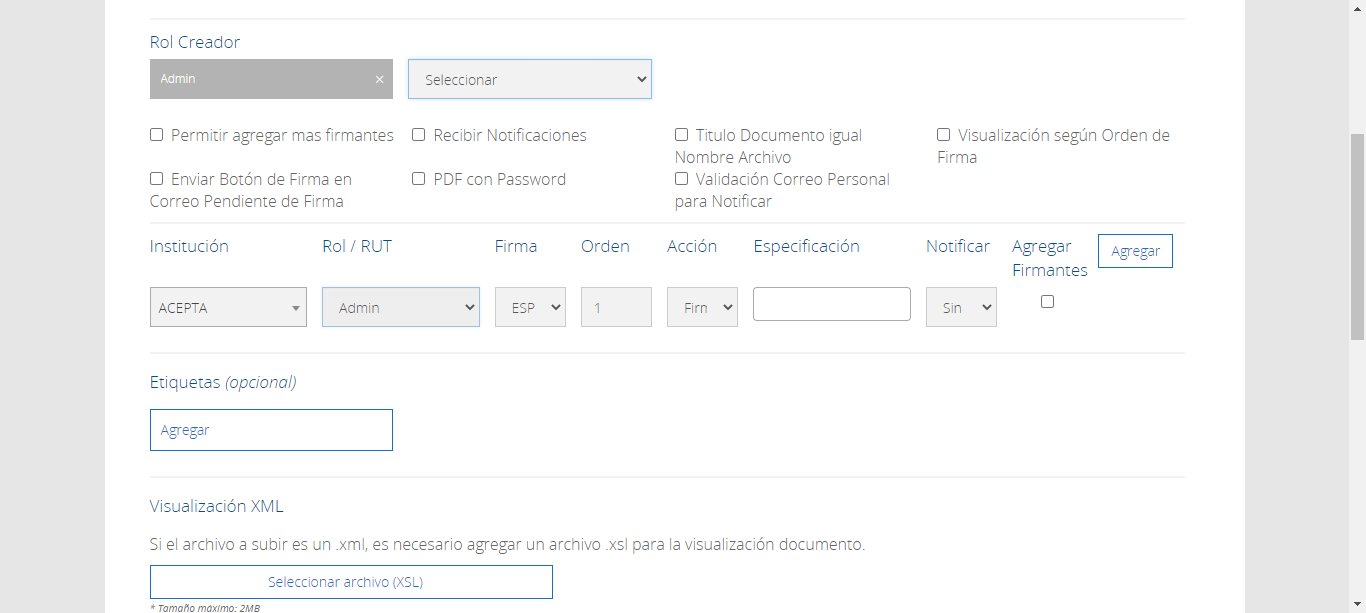 Rol Creador
Admin ×
Seleccionar
Permitir agregar mas firmantes
Recibir Notificaciones
Titulo Documento igual
Nombre Archivo
Visualización según Orden de
Firma
Enviar Botón de Firma en
Correo Pendiente de Firma
PDF con Password
Validación Correo Personal
para Notificar
Institución
Rol / RUT
Firma
Orden
Acción
Especificación
Notificar
Agregar
Firmantes
Agregar
ACEPTA
Admin
ESP
1
Firn
Sin
Etiquetas (opcional)
Agregar
Visualización XML
Si el archivo a subir es un .xml, es necesario agregar un archivo .xsl para la visualización documento.
Seleccionar archivo (XSL)
* Tamaño máximo: 2MB